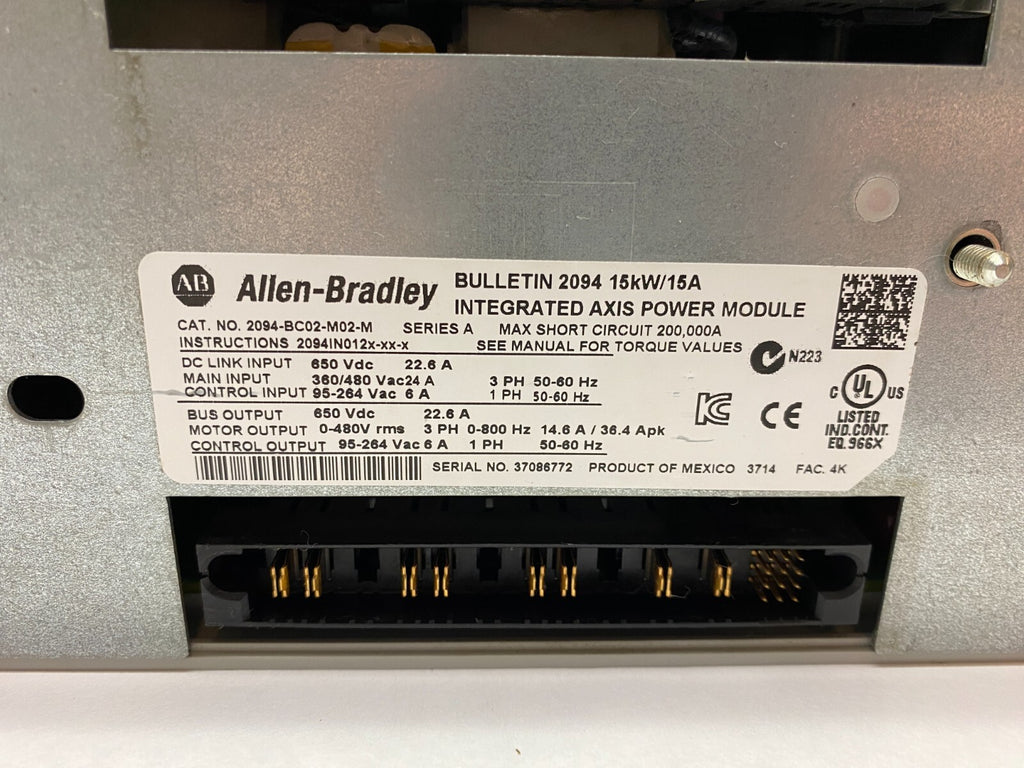 AB Allen-Bradley
BULLETIN 2094 15kW/15A
INTEGRATED AXIS POWER MODULE
CAT. NO. 2094-BC02-M02-M SERIES A MAX SHORT CIRCUIT 200,000A
INSTRUCTIONS 2094IN012x-xx-x SEE MANUAL FOR TORQUE VALUES
N223
DC LINK INPUT 650 Vdc 22.6 A
MAIN INPUT 360/480 Vac24 A 3 PH 50-60 Hz
CONTROL INPUT 95-264 Vac 6 A 1 PH 50-60 Hz
BUS OUTPUT 650 Vdc 22.6 A
MOTOR OUTPUT 0-480V rms 3 PH 0-800 Hz 14.6 A / 36.4 Apk
CONTROL OUTPUT 95-264 Vac 6 A 1 PH 50-60 Hz
KC CE
C UL US
LISTED
IND.CONT.
EQ.966X
SERIAL NO. 37086772 PRODUCT OF MEXICO 3714 FAC. 4K